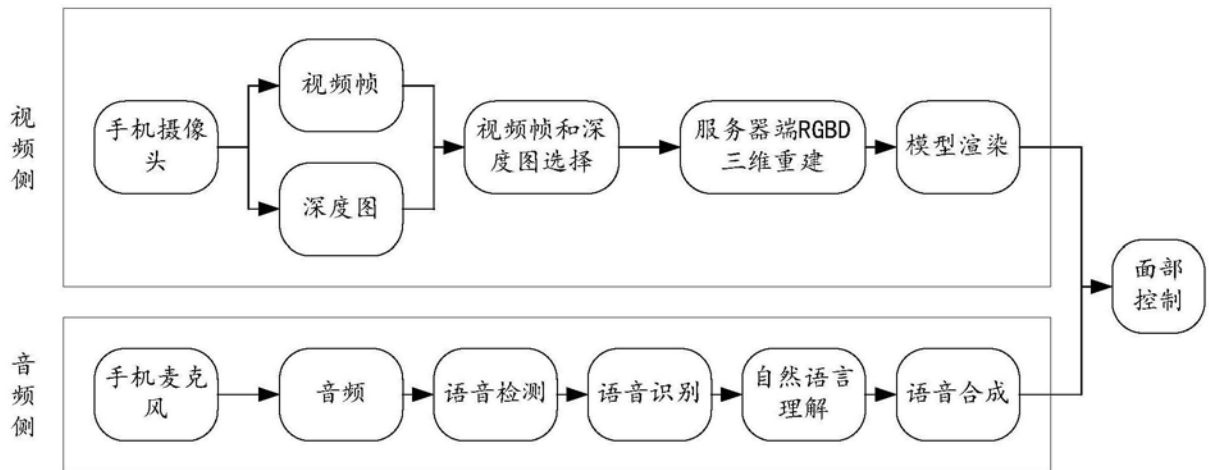 视
频
侧
手机摄像
头
视频帧
深度图
视频帧和深
度图选择
服务器端RGBD
三维重建
模型渲染
面部
控制
音
频
侧
手机麦克
风
音频
语音检测
语音识别
自然语言
理解
语音合成